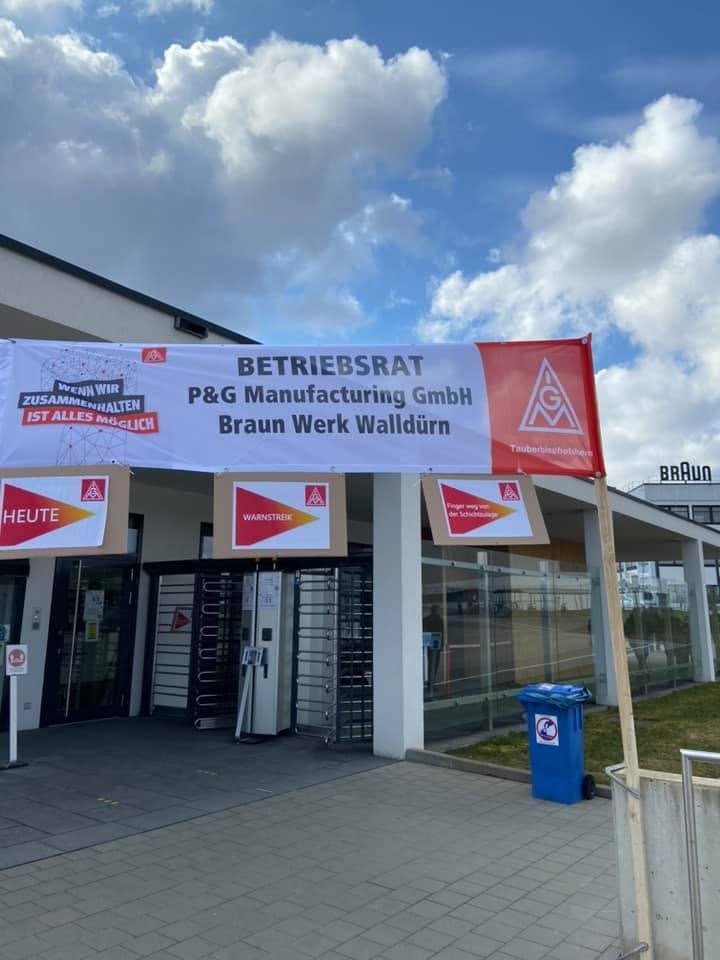 WENN WIR
ZUSAMMENHALTEN
IST ALLES MÖGLICH
BETRIEBSRAT
P&G Manufacturing GmbH
Braun Werk Walldürn
IGM
Tauberbischofsheim
BRAUN
HEUTE
WARNSTREIK
Finger weg von
der Schichtzulage